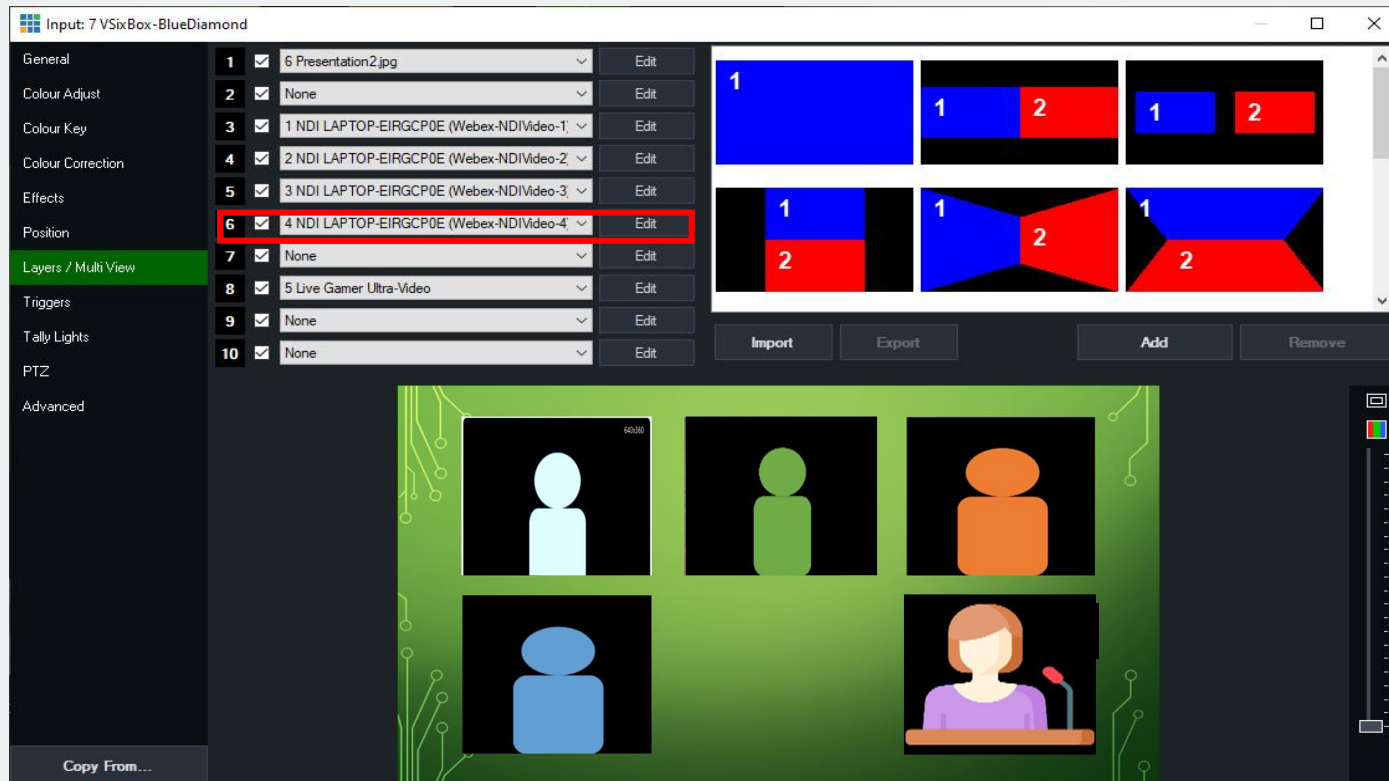 Input: 7 VSixBox-BlueDiamond
General
Colour Adjust
Colour Key
Colour Correction
Effects
Position
Layers / Multi View
Triggers
Tally Lights
PTZ
Advanced
Copy From...
1 6 Presentation2.jpg Edit
2 None Edit
3 1 NDI LAPTOP-EIRGCP0E (Webex-NDIVideo-1) Edit
4 2 NDI LAPTOP-EIRGCP0E (Webex-NDIVideo-2) Edit
5 3 NDI LAPTOP-EIRGCP0E (Webex-NDIVideo-3) Edit
6 4 NDI LAPTOP-EIRGCP0E (Webex-NDIVideo-4) Edit
7 None Edit
8 5 Live Gamer Ultra-Video Edit
9 None Edit
10 None Edit
1
1 2
1 2
1
2
1
2
1
2
Import Export Add Remove
640x360